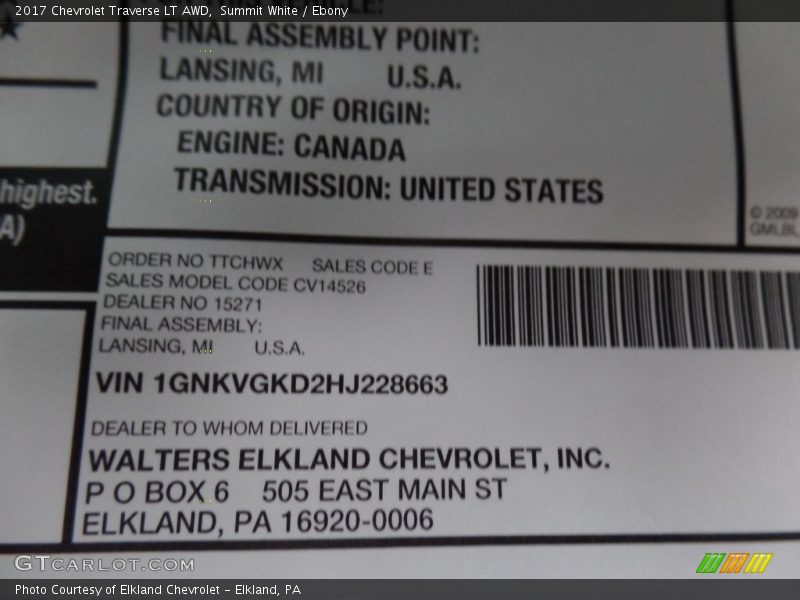 2017 Chevrolet Traverse LT AWD, Summit White / Ebony
FINAL ASSEMBLY POINT:
LANSING, MI U.S.A.
COUNTRY OF ORIGIN:
ENGINE: CANADA
TRANSMISSION: UNITED STATES
highest.
A)
© 2009
GMLBL
ORDER NO TTCHWX SALES CODE E
SALES MODEL CODE CV14526
DEALER NO 15271
FINAL ASSEMBLY:
LANSING, MI U.S.A.
VIN 1GNKVGKD2HJ228663
DEALER TO WHOM DELIVERED
WALTERS ELKLAND CHEVROLET, INC.
P O BOX 6 505 EAST MAIN ST
ELKLAND, PA 16920-0006
GTCARLOT.COM
Photo Courtesy of Elkland Chevrolet - Elkland, PA